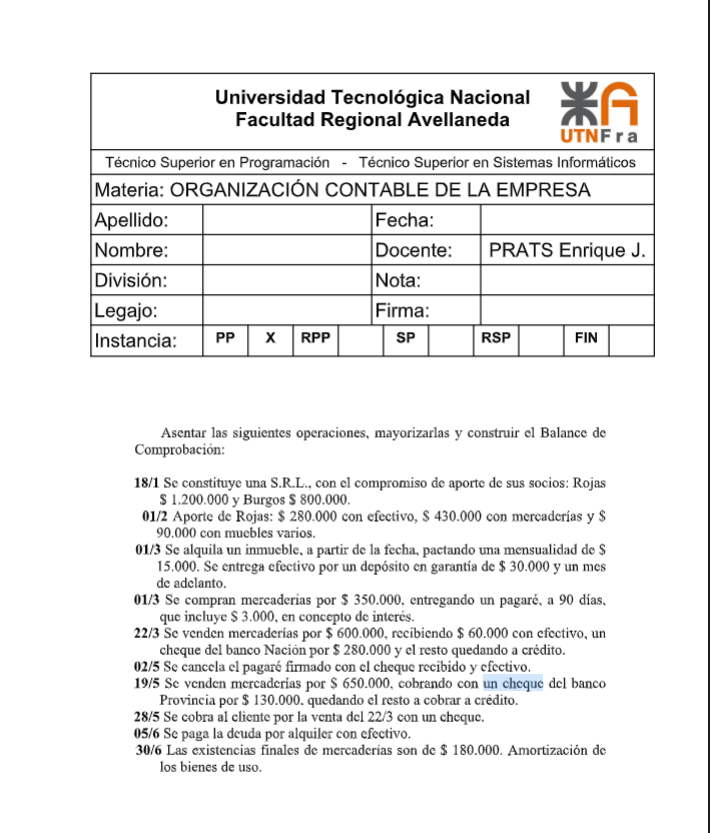 Universidad Tecnológica Nacional
Facultad Regional Avellaneda
UTNFra
Técnico Superior en Programación - Técnico Superior en Sistemas Informáticos
Materia: ORGANIZACIÓN CONTABLE DE LA EMPRESA
Apellido: Fecha:
Nombre: Docente: PRATS Enrique J.
División: Nota:
Legajo: Firma:
Instancia: PP X RPP SP RSP FIN
Asentar las siguientes operaciones, mayorizarlas y construir el Balance de
Comprobación:
18/1 Se constituye una S.R.L., con el compromiso de aporte de sus socios: Rojas
$ 1.200.000 y Burgos $ 800.000.
01/2 Aporte de Rojas: $ 280.000 con efectivo, $ 430.000 con mercaderías y $
90.000 con muebles varios.
01/3 Se alquila un inmueble, a partir de la fecha, pactando una mensualidad de $
15.000. Se entrega efectivo por un depósito en garantía de $ 30.000 y un mes
de adelanto.
01/3 Se compran mercaderías por $ 350.000, entregando un pagaré, a 90 días,
que incluye $ 3.000, en concepto de interés.
22/3 Se venden mercaderías por $ 600.000, recibiendo $ 60.000 con efectivo, un
cheque del banco Nación por $ 280.000 y el resto quedando a crédito.
02/5 Se cancela el pagaré firmado con el cheque recibido y efectivo.
19/5 Se venden mercaderías por $ 650.000, cobrando con un cheque del banco
Provincia por $ 130.000, quedando el resto a cobrar a crédito.
28/5 Se cobra al cliente por la venta del 22/3 con un cheque.
05/6 Se paga la deuda por alquiler con efectivo.
30/6 Las existencias finales de mercaderías son de $ 180.000. Amortización de
los bienes de uso.